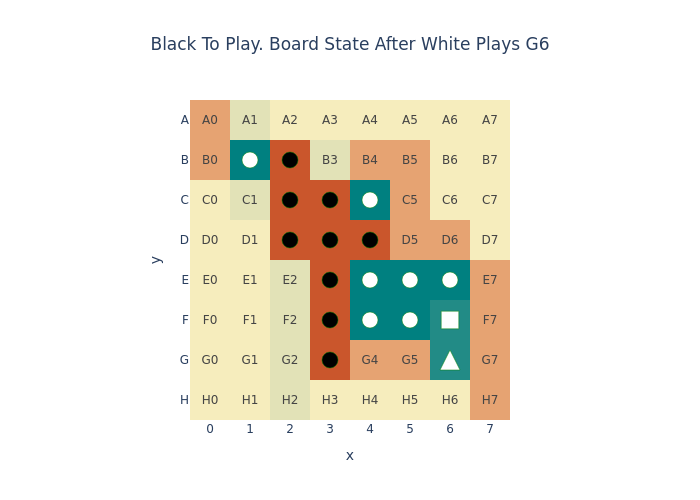 Black To Play. Board State After White Plays G6
A A0 A1 A2 A3 A4 A5 A6 A7
B B0 B3 B4 B5 B6 B7
C C0 C1 C5 C6 C7
D D0 D1 D5 D6 D7
y
E E0 E1 E2 E7
F F0 F1 F2 F7
G G0 G1 G2 G4 G5 G7
H H0 H1 H2 H3 H4 H5 H6 H7
0 1 2 3 4 5 6 7
x